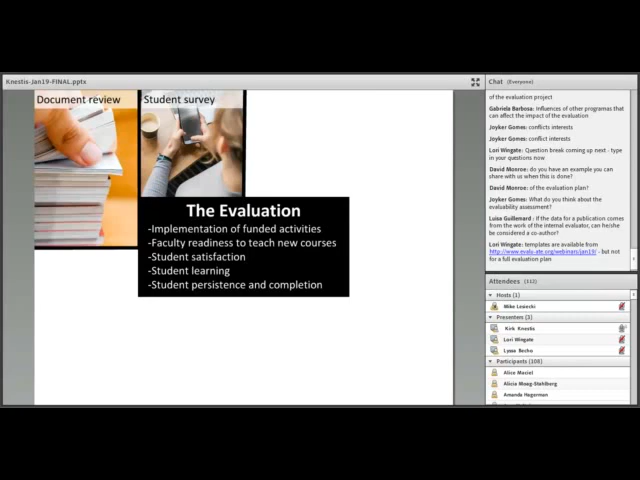 Knestis-Jan19-FINAL.pptx
Document review
Student survey
The Evaluation
-Implementation of funded activities
-Faculty readiness to teach new courses
-Student satisfaction
-Student learning
-Student persistence and completion
Chat (Everyone)
of the evaluation project
Gabriela Barbosa: Influences of other programas that
can affect the impact of the evaluation
Joyker Gomes: conflicts interests
Joyker Gomes: conflict interests
Lori Wingate: Question break coming up next - type
in your questions now
David Monroe: do you have an example you can
share with us when this is done?
David Monroe: of the evaluation plan?
Joyker Gomes: What do you think about the
evaluability assessment?
Luisa Guillemard: If the data for a publication comes
from the work of the internal evaluator, can he/she
be considered a co-author?
Lori Wingate: templates are available from
http://www.evalu-ate.org/webinars/jan19/ - but
not for a full evaluation plan
Attendees (112)
Hosts (1)
Mike Lesiecki
Presenters (3)
Kirk Knestis
Lori Wingate
Lyssa Becho
Participants (108)
Alice Maciel
Alicia Moag-Stahlberg
Amanda Hagerman